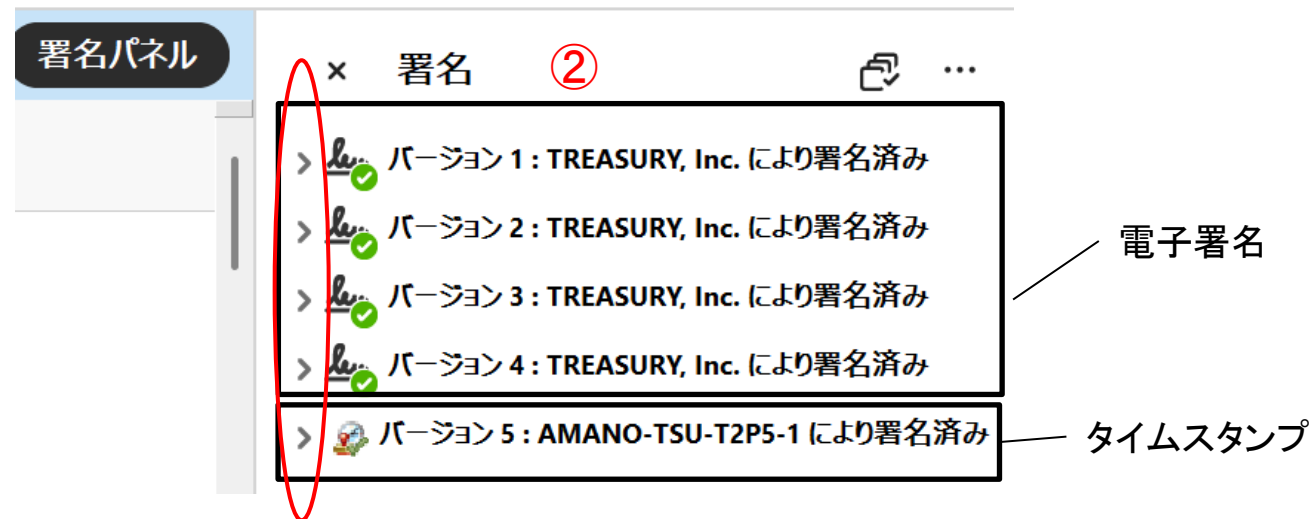 署名パネル
× 署名 ② ...
バージョン 1 : TREASURY, Inc. により署名済み
バージョン 2 : TREASURY, Inc. により署名済み
バージョン 3 : TREASURY, Inc. により署名済み
バージョン 4 : TREASURY, Inc. により署名済み
電子署名
バージョン 5 : AMANO-TSU-T2P5-1 により署名済み
タイムスタンプ